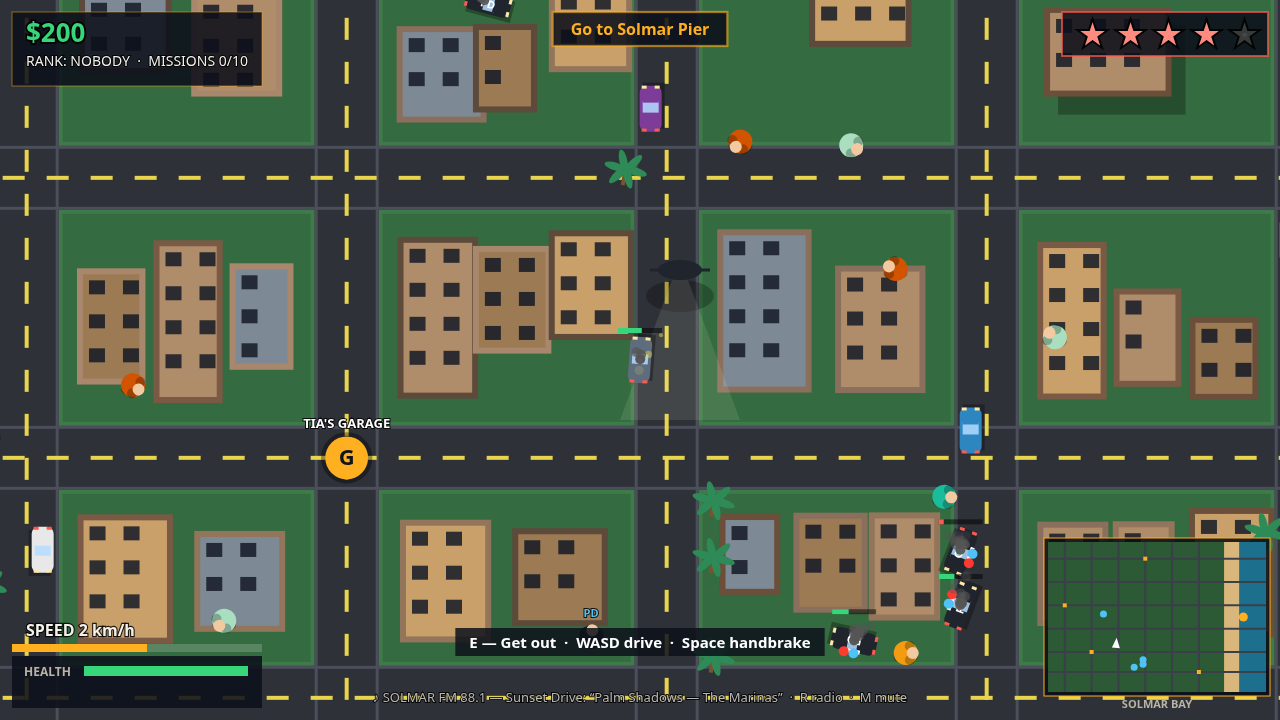 $200
RANK: NOBODY · MISSIONS 0/10
Go to Solmar Pier
TIA'S GARAGE
G
PD
SPEED 2 km/h
E — Get out · WASD drive · Space handbrake
HEALTH
♪ SOLMAR FM 88.1 — Sunset Drive: “Palm Shadows — The Marinas” · R radio · M mute
SOLMAR BAY